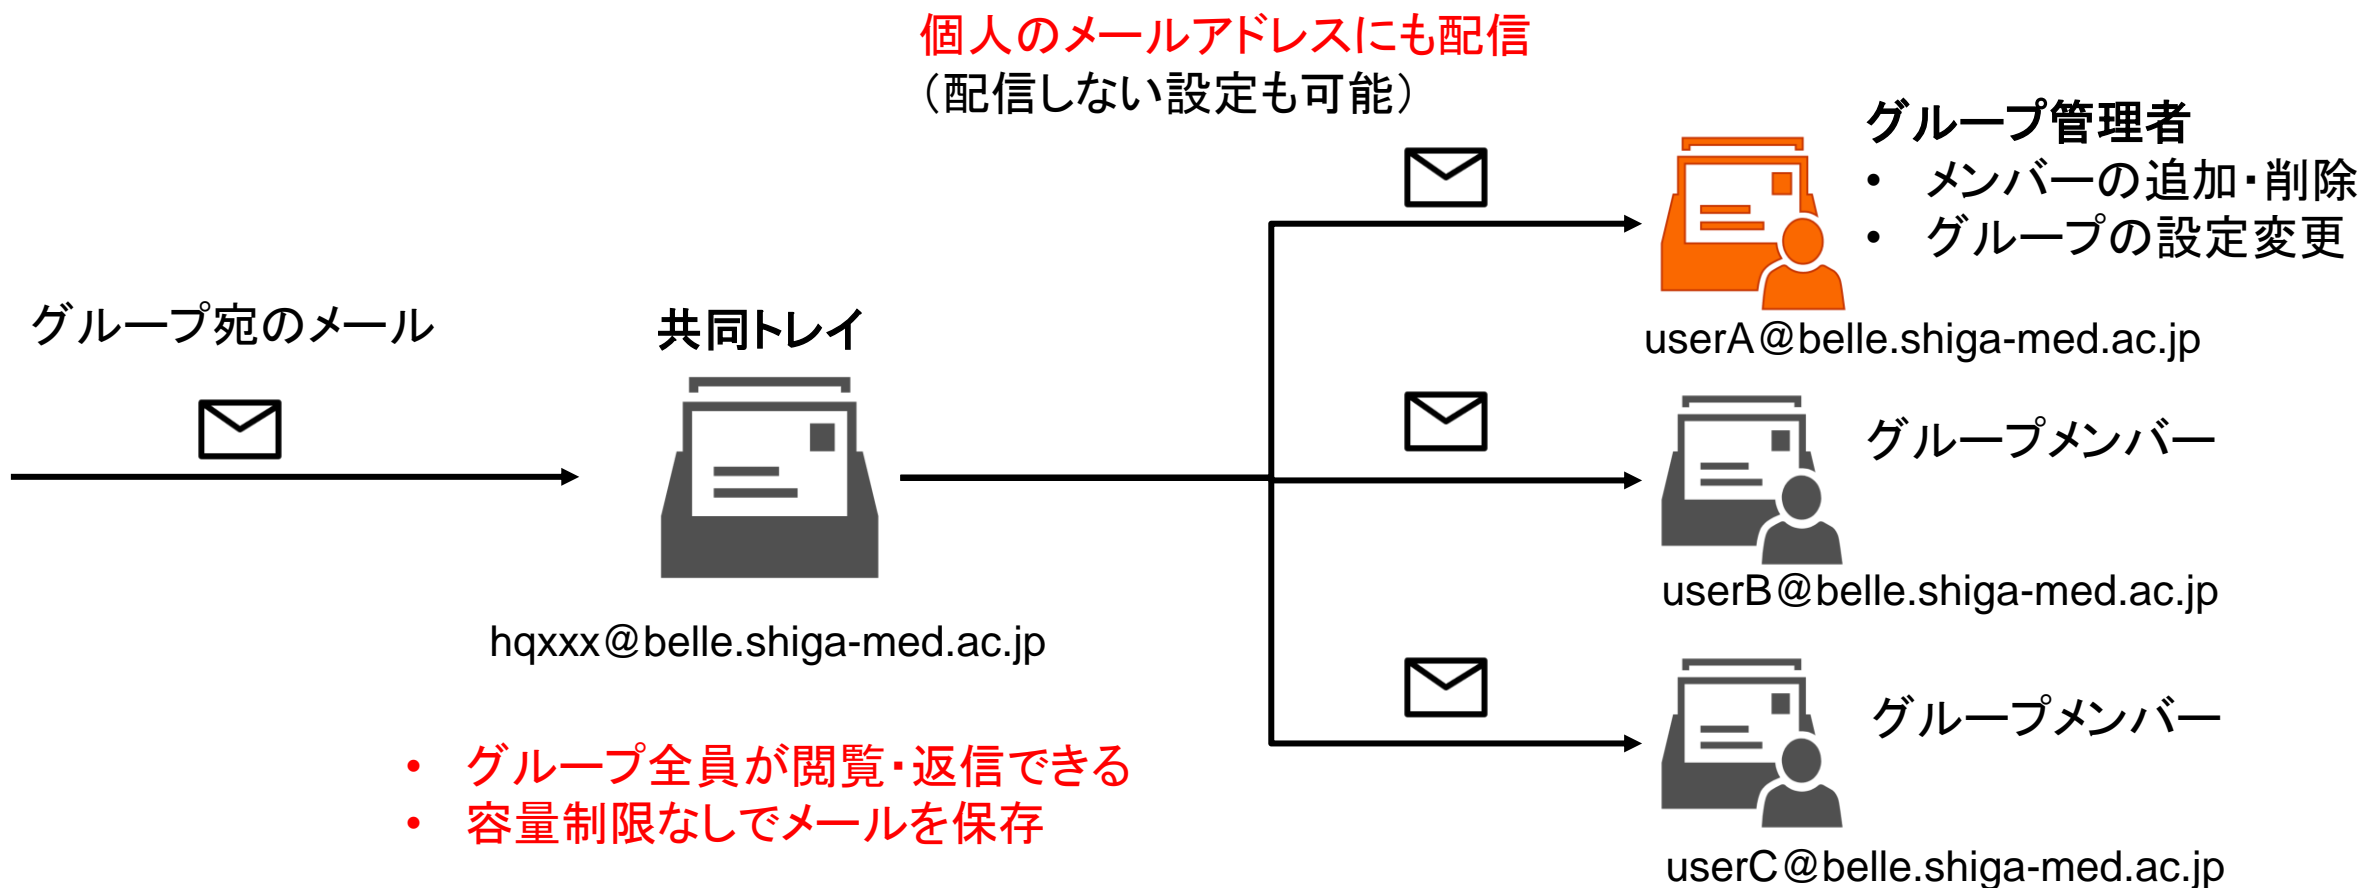 個人のメールアドレスにも配信
（配信しない設定も可能）
グループ管理者
• メンバーの追加・削除
• グループの設定変更
userA@belle.shiga-med.ac.jp
グループ宛のメール
共同トレイ
hqxxx@belle.shiga-med.ac.jp
• グループ全員が閲覧・返信できる
• 容量制限なしでメールを保存
グループメンバー
userB@belle.shiga-med.ac.jp
グループメンバー
userC@belle.shiga-med.ac.jp